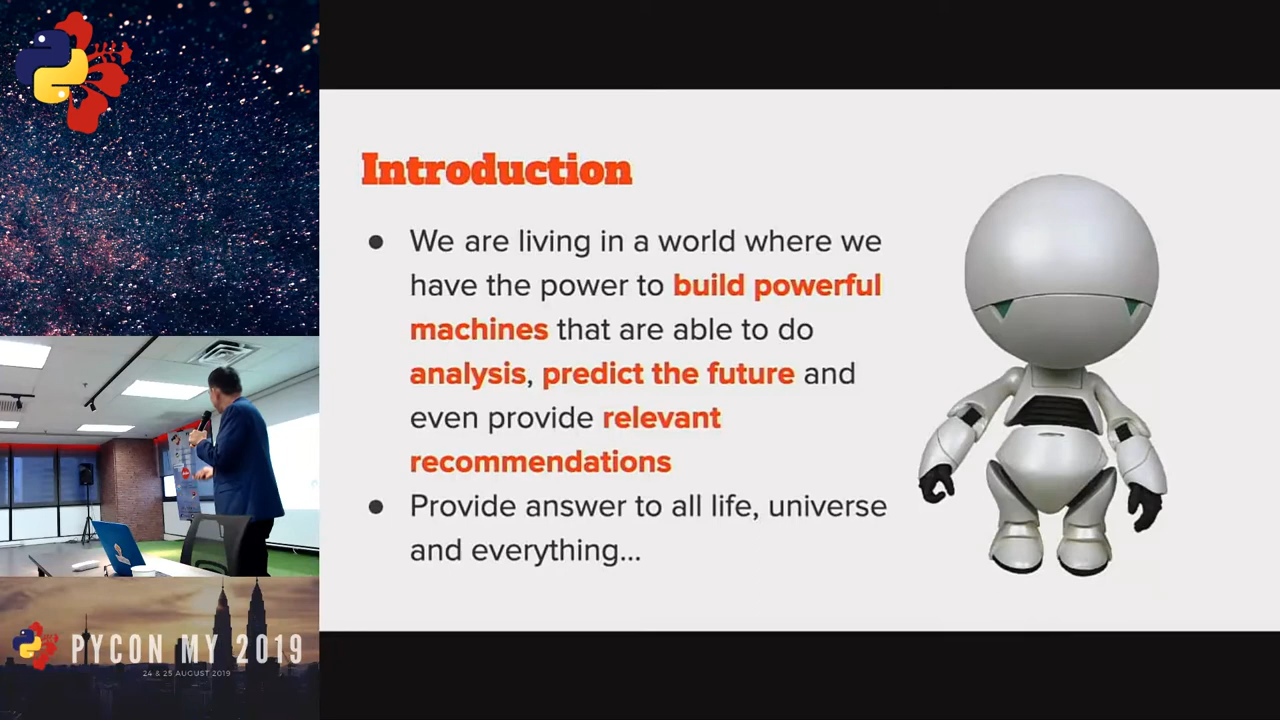 Introduction
● We are living in a world where we
have the power to build powerful
machines that are able to do
analysis, predict the future and
even provide relevant
recommendations
● Provide answer to all life, universe
and everything...
PYCON MY 2019
24 & 25 AUGUST 2019